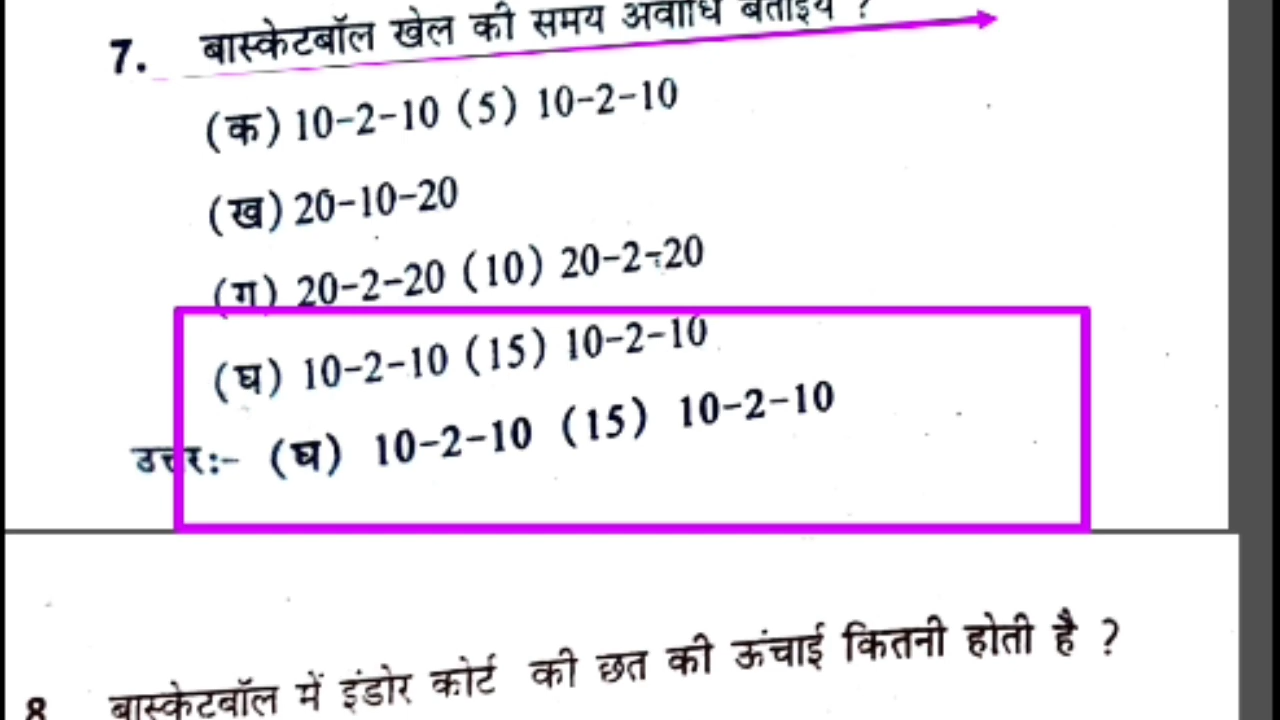 7. बास्केटबॉल खेल की समय अवधि बताइये ?
(क) 10-2-10 (5) 10-2-10
(ख) 20-10-20
(ग) 20-2-20 (10) 20-2-20
(घ) 10-2-10 (15) 10-2-10
उत्तर:- (घ) 10-2-10 (15) 10-2-10
8 बास्केटबॉल में इंडोर कोर्ट की छत की ऊंचाई कितनी होती है ?